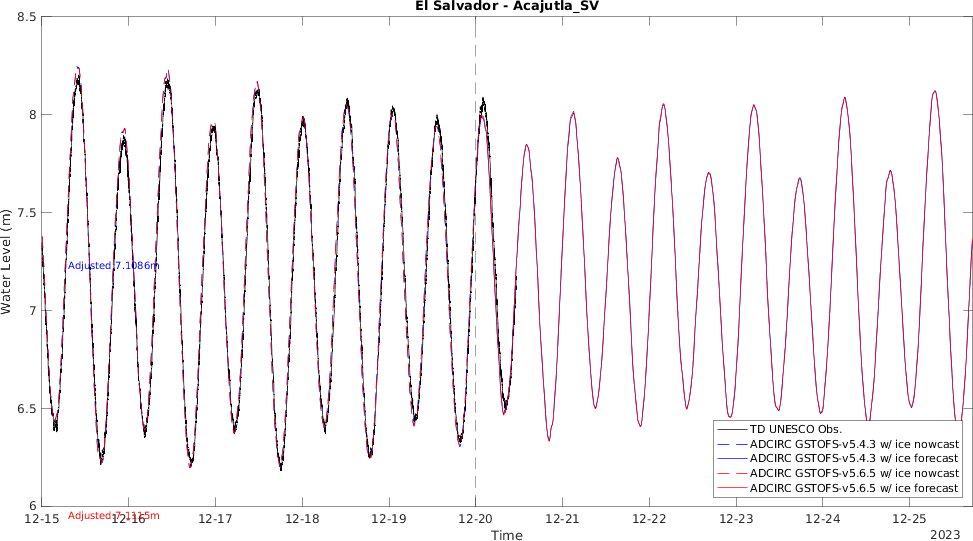 El Salvador - Acajutla_SV
8.5
8
7.5
7
6.5
6
Water Level (m)
Adjusted 7.1086m
Adjusted 7.1115m
TD UNESCO Obs.
ADCIRC GSTOFS-v5.4.3 w/ ice nowcast
ADCIRC GSTOFS-v5.4.3 w/ ice forecast
ADCIRC GSTOFS-v5.6.5 w/ ice nowcast
ADCIRC GSTOFS-v5.6.5 w/ ice forecast
12-15 12-16 12-17 12-18 12-19 12-20 12-21 12-22 12-23 12-24 12-25
Time
2023